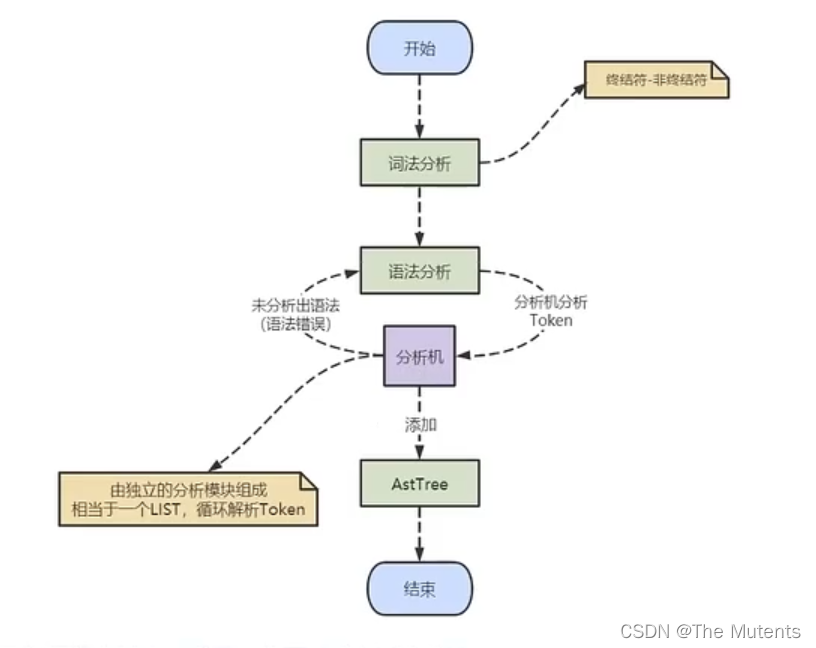 开始
终结符-非终结符
词法分析
语法分析
未分析出语法
(语法错误)
分析机分析
Token
分析机
添加
由独立的分析模块组成
相当于一个LIST，循环解析Token
AstTree
结束
CSDN @The Mutents